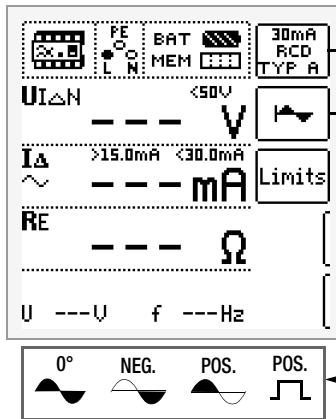 PE
L N
BAT
MEM
30mA
RCD
TYP A
UI△N <50V
--- V
I△ >15.0mA <30.0mA
--- mA
Limits
RE
--- Ω
U ---V f ---Hz
0° NEG. POS. POS.